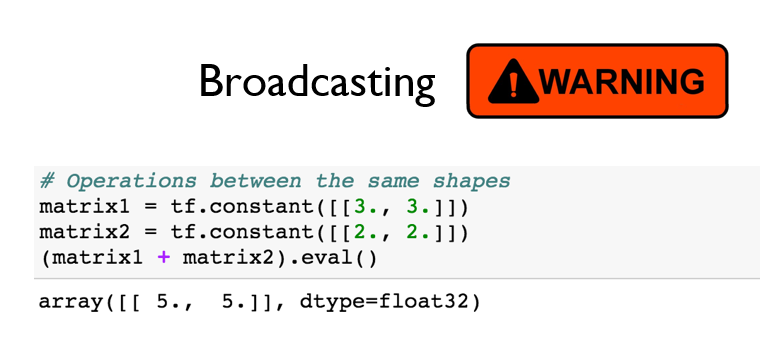 Broadcasting
WARNING
# Operations between the same shapes
matrix1 = tf.constant([[3., 3.]])
matrix2 = tf.constant([[2., 2.]])
(matrix1 + matrix2).eval()
array([[ 5.,  5.]], dtype=float32)